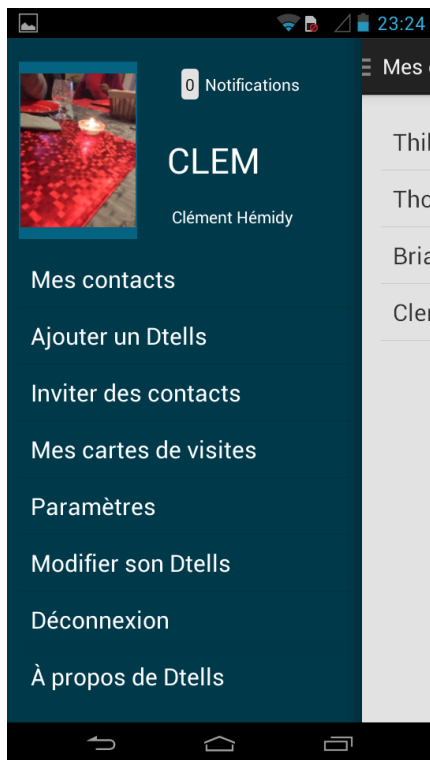 23:24
0 Notifications
CLEM
Clément Hémidy
Mes contacts
Ajouter un Dtells
Inviter des contacts
Mes cartes de visites
Paramètres
Modifier son Dtells
Déconnexion
À propos de Dtells
Mes